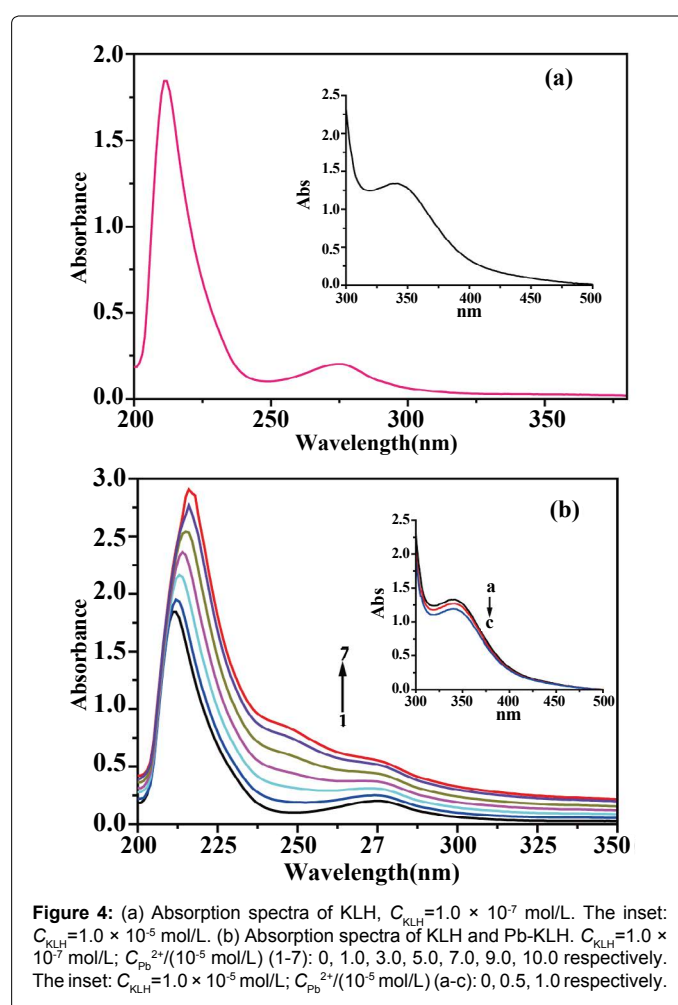 2.0
(a)
2.5
2.0
1.5
1.0
0.5
0.0
Abs
300 350 400 450 500
nm
1.5
1.0
0.5
0.0
Absorbance
200 250 300 350
Wavelength(nm)
3.0
(b)
2.5
2.0
1.5
1.0
0.5
0.0
Abs
a
c
300 350 400 450 500
nm
2.5
2.0
1.5
1.0
0.5
0.0
Absorbance
7
1
200 225 250 27 300 325 350
Wavelength(nm)
Figure 4: (a) Absorption spectra of KLH, C_KLH=1.0 × 10⁻⁷ mol/L. The inset:
C_KLH=1.0 × 10⁻⁵ mol/L. (b) Absorption spectra of KLH and Pb-KLH. C_KLH=1.0 ×
10⁻⁷ mol/L; C_Pb²⁺/(10⁻⁵ mol/L) (1-7): 0, 1.0, 3.0, 5.0, 7.0, 9.0, 10.0 respectively.
The inset: C_KLH=1.0 × 10⁻⁵ mol/L; C_Pb²⁺/(10⁻⁵ mol/L) (a-c): 0, 0.5, 1.0 respectively.